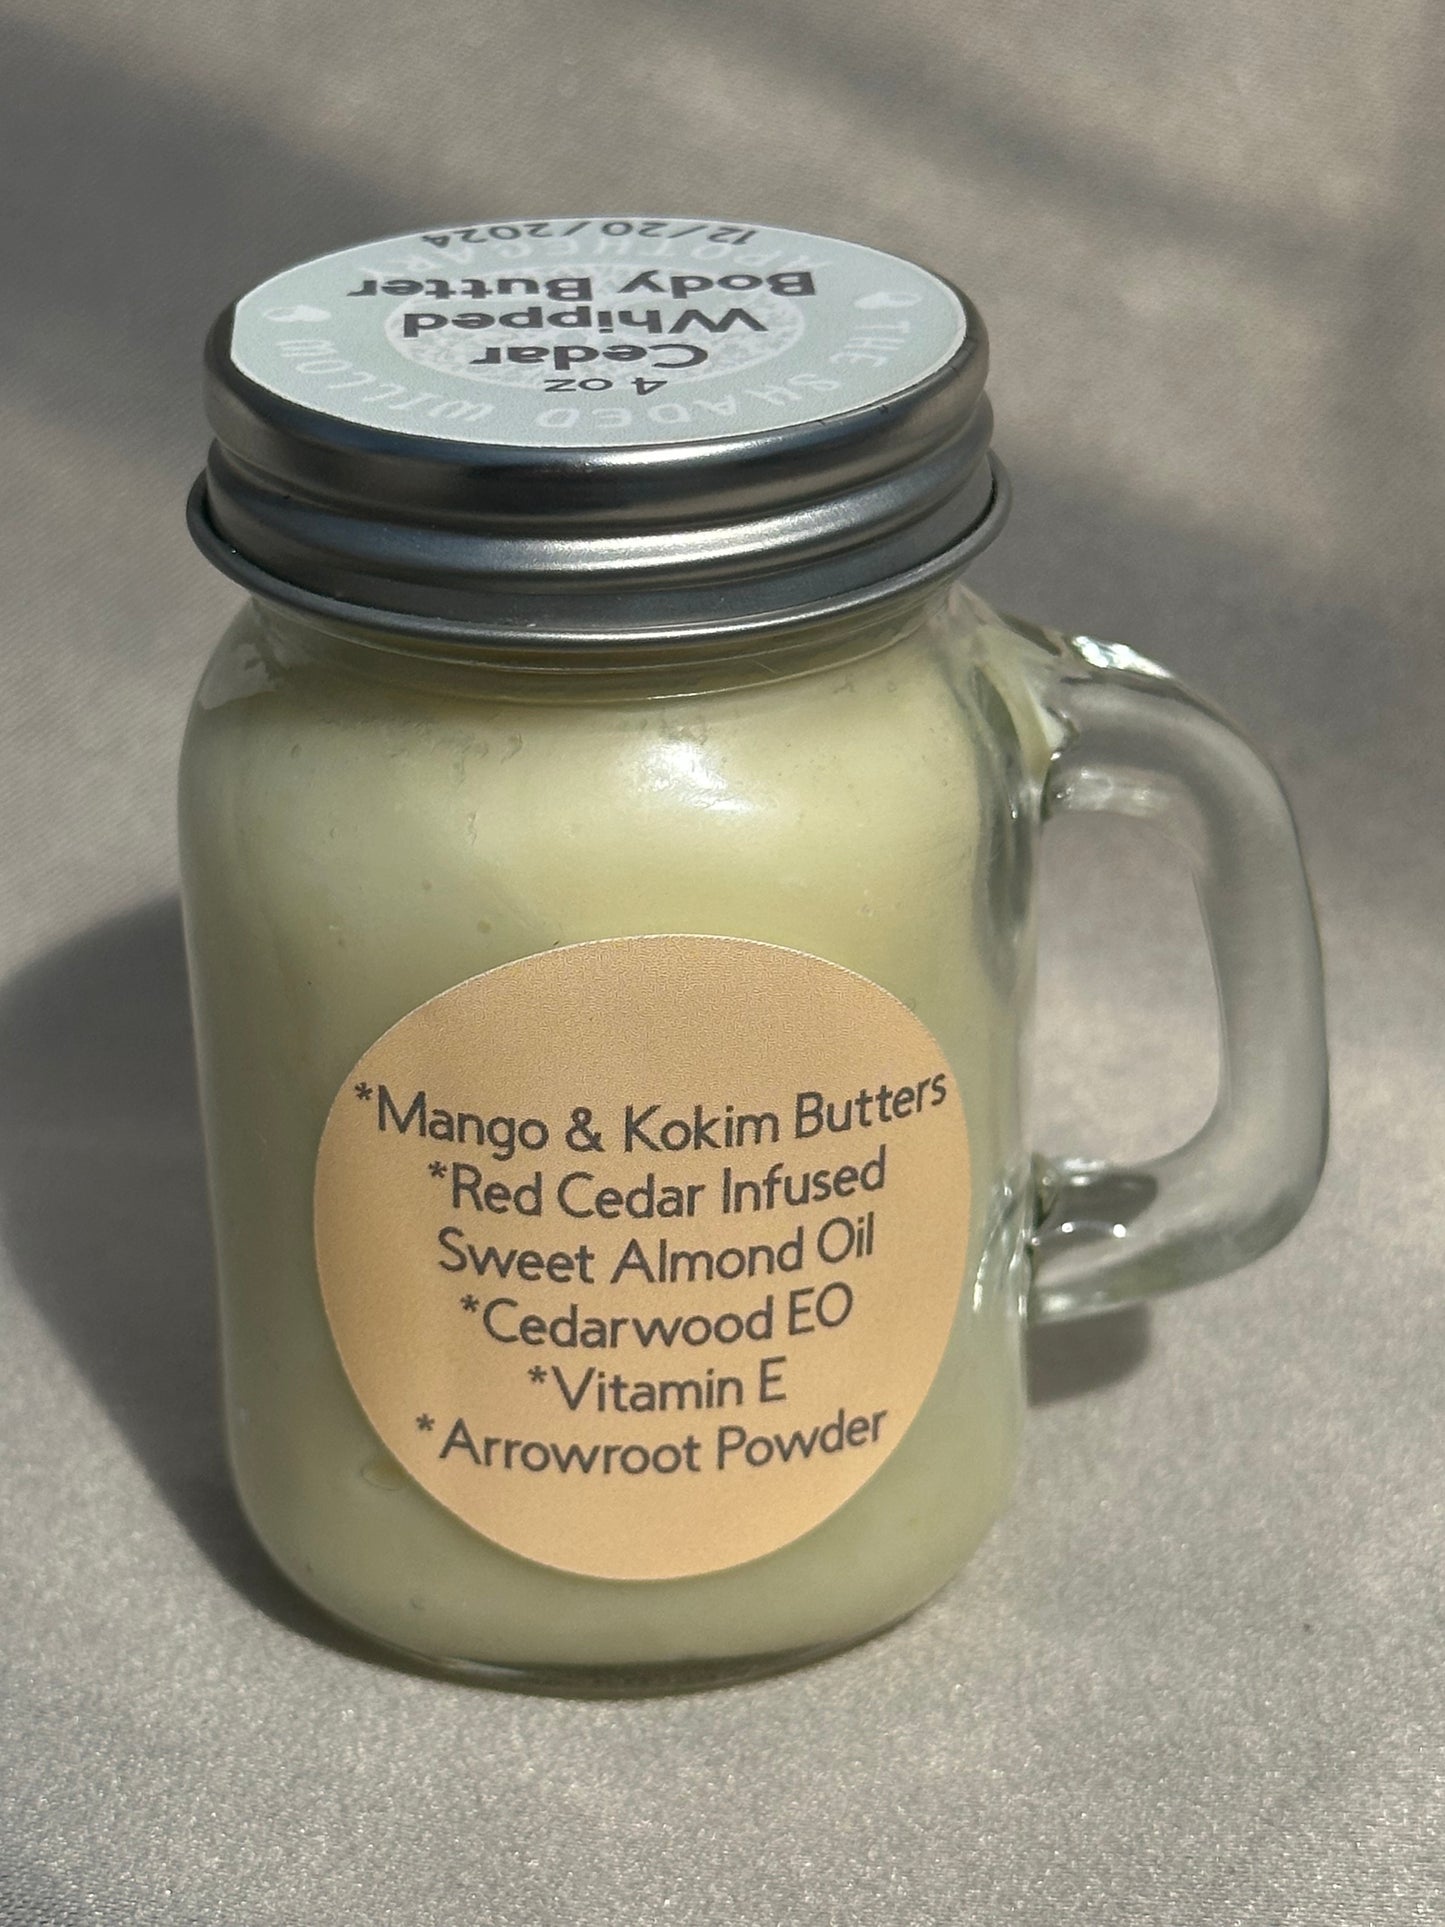 THE SHADED WILLOW
4 oz
Cedar
Whipped
Body Butter
APOTHECARY
12/20/2024
*Mango & Kokim Butters
*Red Cedar Infused
Sweet Almond Oil
*Cedarwood EO
*Vitamin E
*Arrowroot Powder